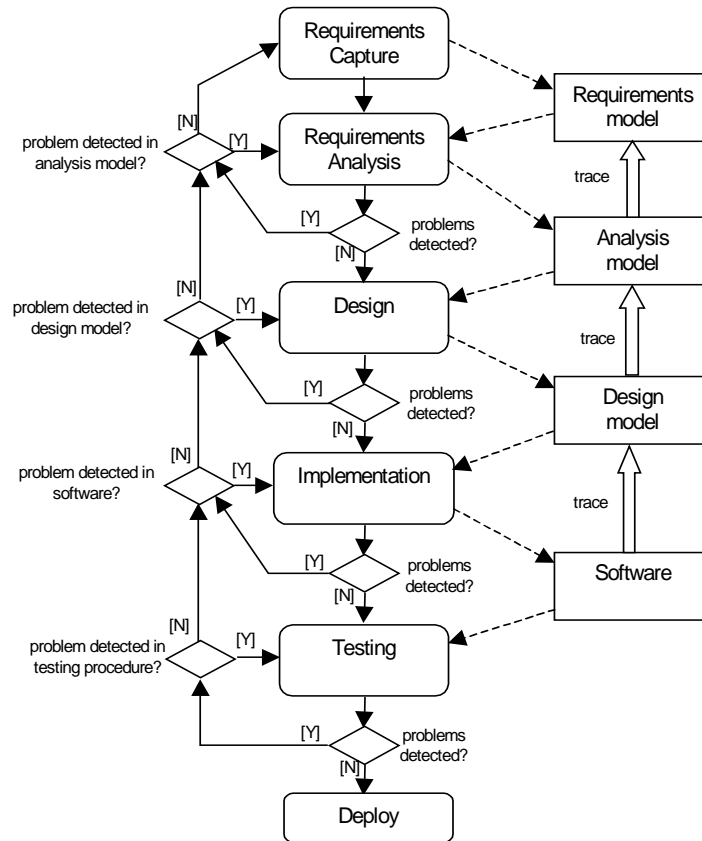 Requirements
Capture
Requirements
model
[N]
problem detected in
analysis model?
[Y]
Requirements
Analysis
trace
[Y]
problems
detected?
[N]
Analysis
model
[N]
problem detected in
design model?
[Y]
Design
trace
[Y]
problems
detected?
[N]
Design
model
[N]
problem detected in
software?
[Y]
Implementation
trace
[Y]
problems
detected?
[N]
Software
[N]
problem detected in
testing procedure?
[Y]
Testing
[Y]
problems
detected?
[N]
Deploy